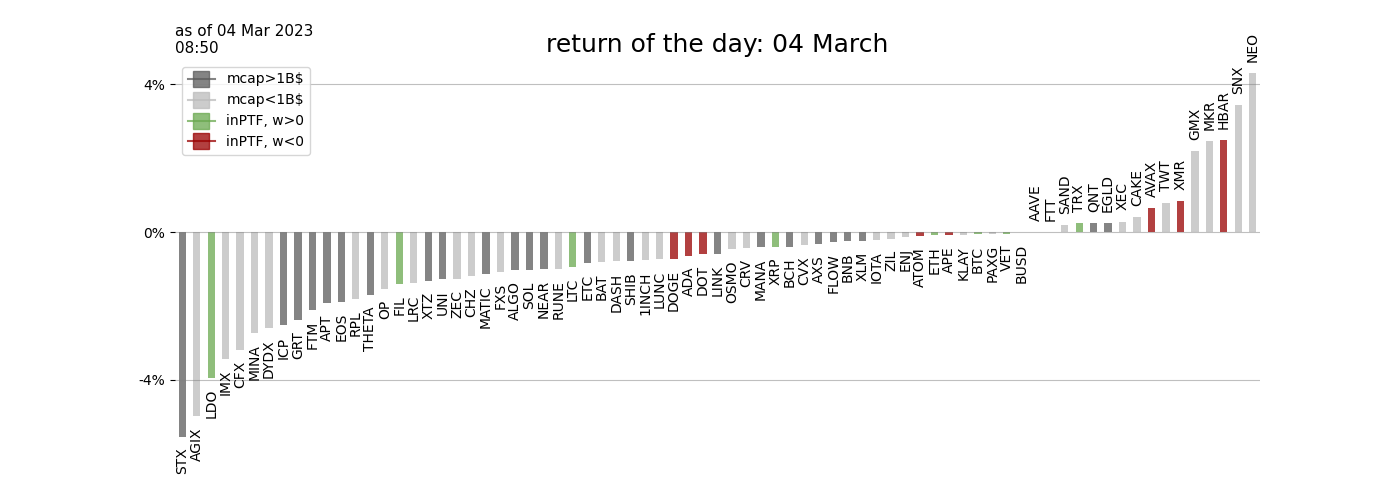 as of 04 Mar 2023
08:50
return of the day: 04 March
mcap>1B$
mcap<1B$
inPTF, w>0
inPTF, w<0
4%
0%
-4%
STX
AGIX
LDO
IMX
CFX
MINA
DYDX
ICP
GRT
FTM
APT
EOS
RPL
THETA
OP
FIL
LRC
XTZ
UNI
ZEC
CHZ
MATIC
FXS
ALGO
SOL
NEAR
RUNE
LTC
ETC
BAT
DASH
SHIB
1INCH
LUNC
DOGE
ADA
DOT
LINK
OSMO
CRV
MANA
XRP
BCH
CVX
AXS
FLOW
BNB
XLM
IOTA
ZIL
ENJ
ATOM
ETH
APE
KLAY
BTC
PAXG
VET
BUSD
AAVE
FTT
SAND
TRX
QNT
EGLD
XEC
CAKE
AVAX
TWT
XMR
GMX
MKR
HBAR
SNX
NEO